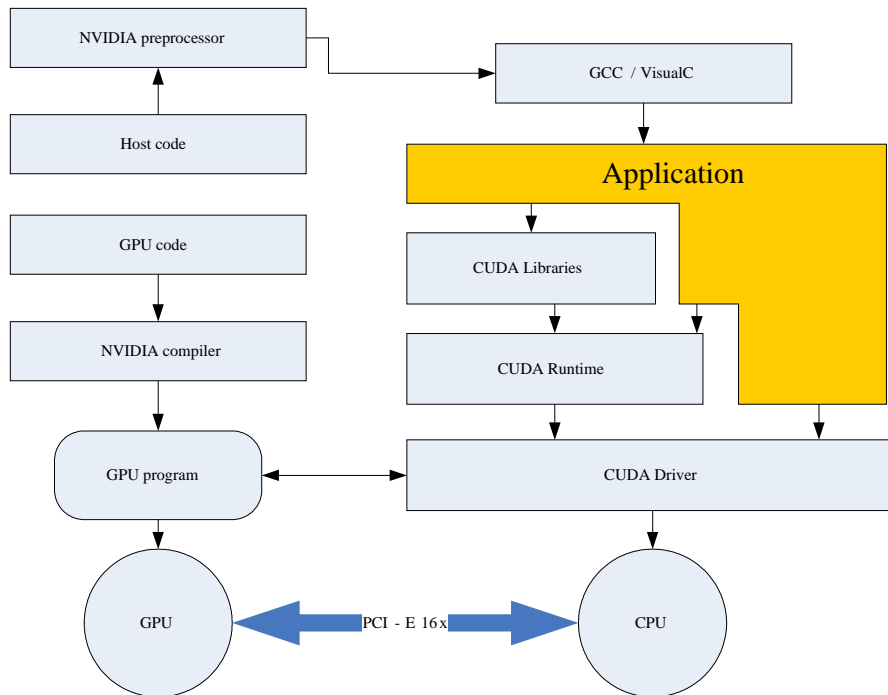 NVIDIA preprocessor
GCC / VisualC
Host code
Application
GPU code
CUDA Libraries
NVIDIA compiler
CUDA Runtime
GPU program
CUDA Driver
GPU
PCI - E 16x
CPU